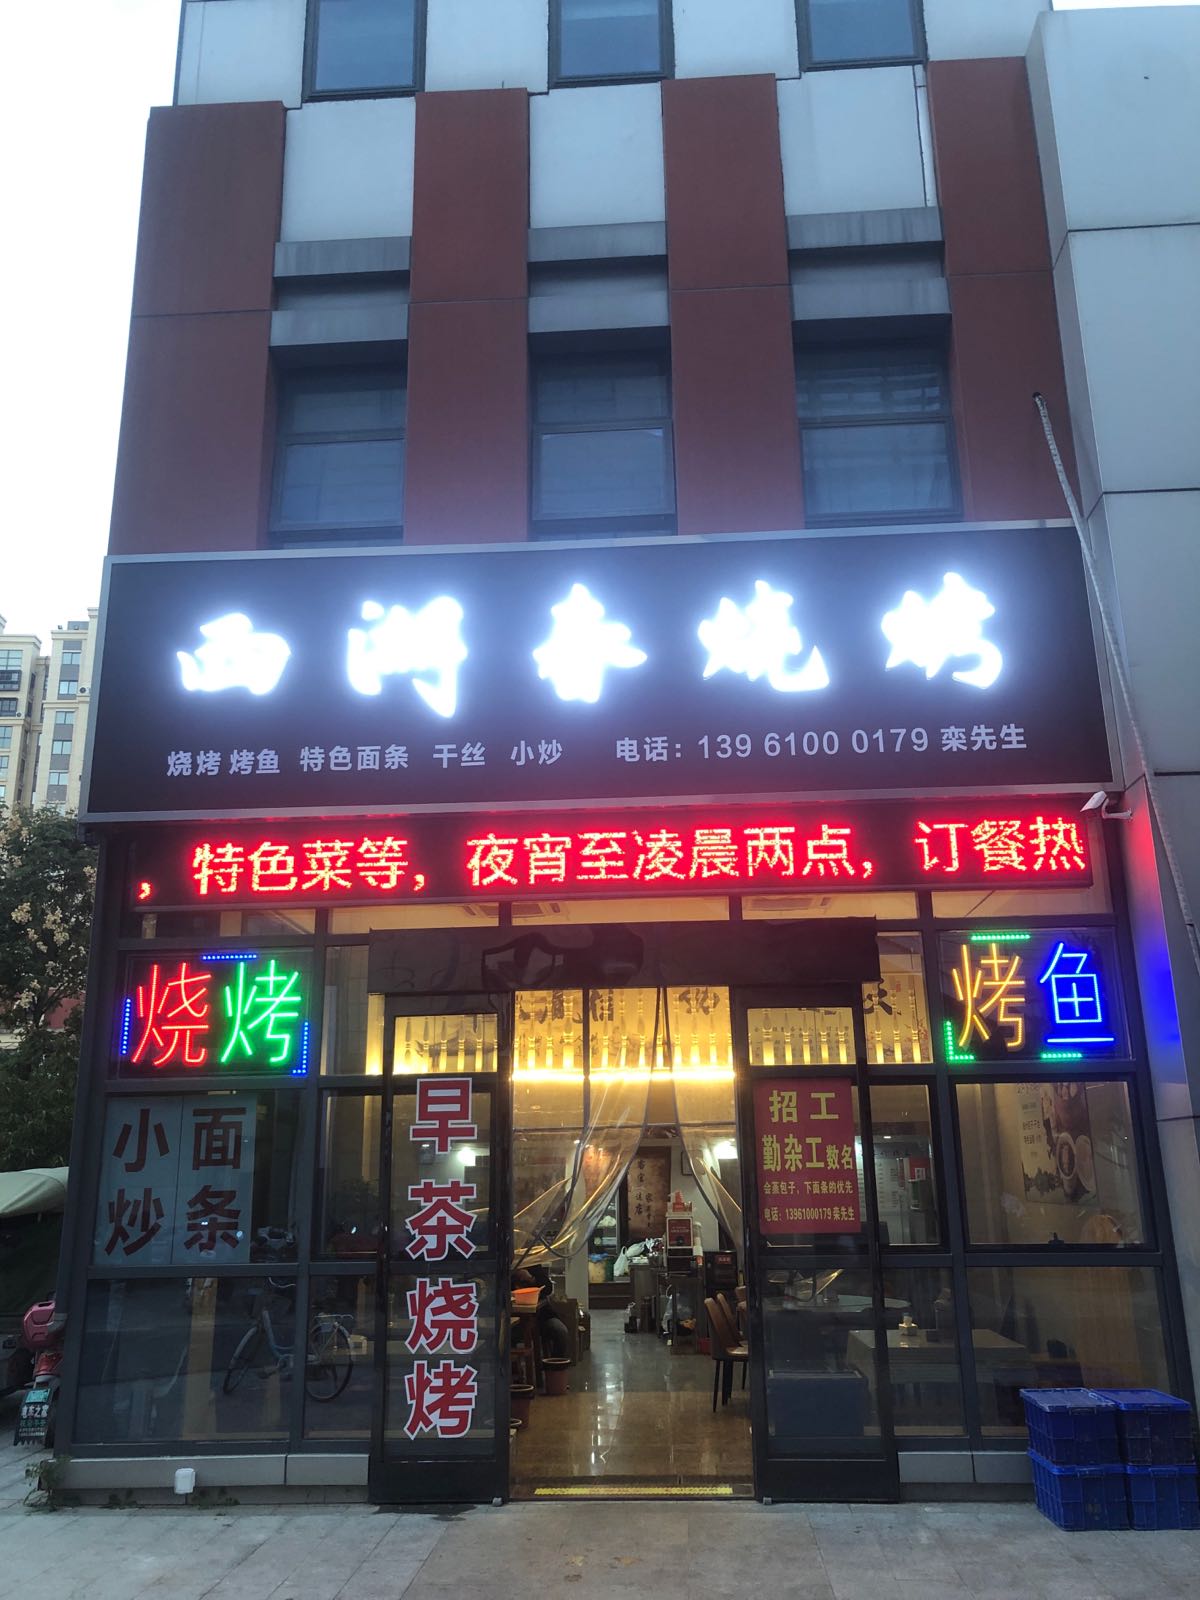 西湖春烧烤
烧烤 烤鱼 特色面条 干丝 小炒 电话：139 6100 0179 栾先生
，特色菜等，夜宵至凌晨两点，订餐热
烧烤
烤鱼
小炒
面条
早茶烧烤
招工
勤杂工数名
会蒸包子，下面条的优先
电话：13961000179栾先生
电车之家